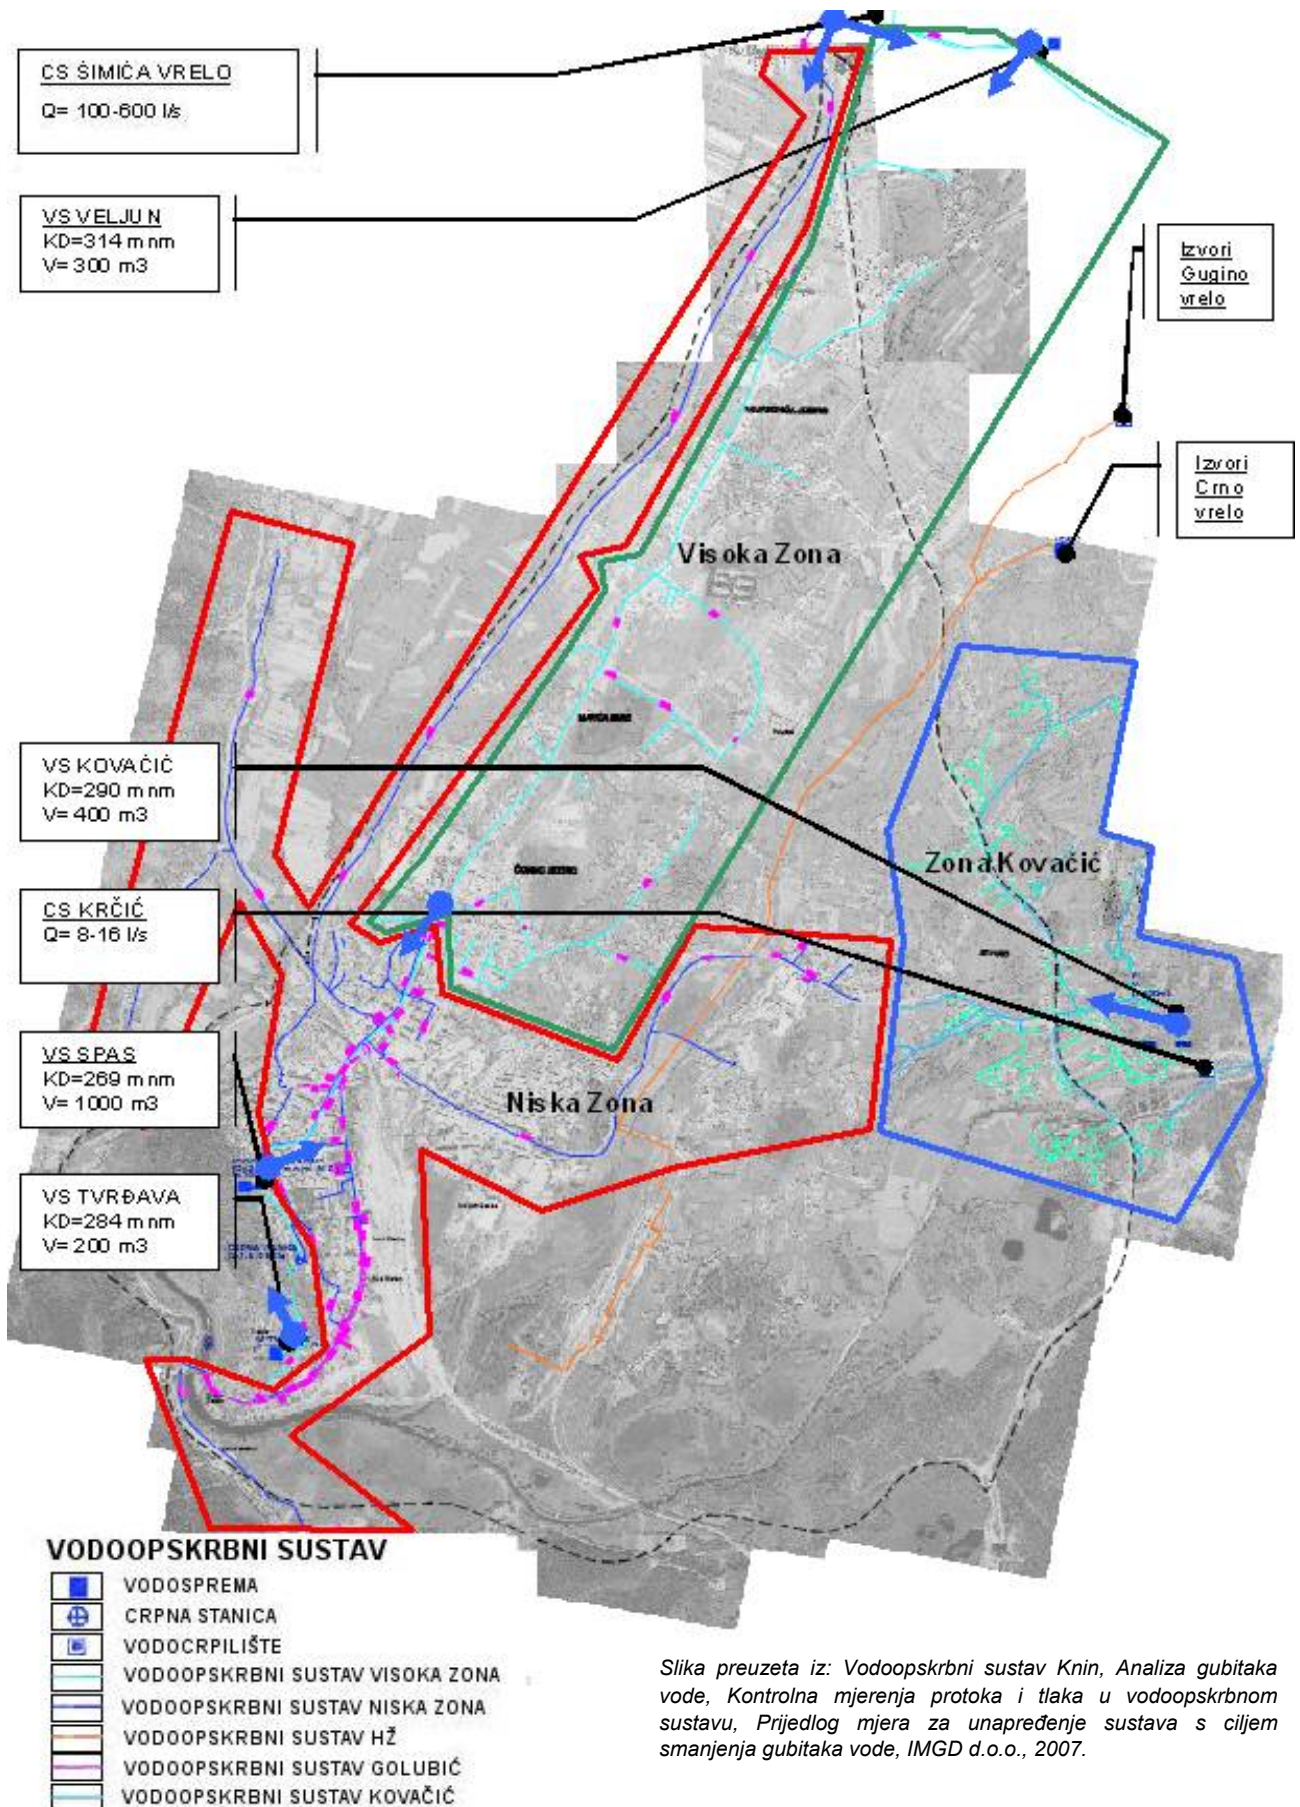 CS ŠIMIĆA VRELO
Q= 100-600 l/s
VS VELJUN
KD=314 mnm
V= 300 m3
Izvori
Gugino
vrelo
Izvori
Crno
vrelo
Visoka Zona
VS KOVAČIĆ
KD=290 mnm
V= 400 m3
Zona Kovačić
CS KRČIĆ
Q= 8-16 l/s
VS SPAS
KD=269 mnm
V= 1000 m3
Niska Zona
VS TVRĐAVA
KD=284 mnm
V= 200 m3
VODOOPSKRBNI SUSTAV
VODOSPREMA
CRPNA STANICA
VODOCRPILIŠTE
VODOOPSKRBNI SUSTAV VISOKA ZONA
VODOOPSKRBNI SUSTAV NISKA ZONA
VODOOPSKRBNI SUSTAV HŽ
VODOOPSKRBNI SUSTAV GOLUBIĆ
VODOOPSKRBNI SUSTAV KOVAČIĆ
Slika preuzeta iz: Vodoopskrbni sustav Knin, Analiza gubitaka
vode, Kontrolna mjerenja protoka i tlaka u vodoopskrbnom
sustavu, Prijedlog mjera za unapređenje sustava s ciljem
smanjenja gubitaka vode, IMGD d.o.o., 2007.